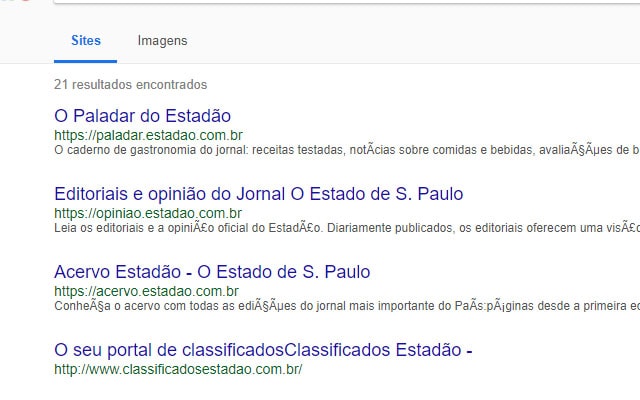 Sites Imagens
21 resultados encontrados
O Paladar do Estadão
https://paladar.estadao.com.br
O caderno de gastronomia do jornal: receitas testadas, notÃcias sobre comidas e bebidas, avaliaÃ§Ãµes de b
Editoriais e opinião do Jornal O Estado de S. Paulo
https://opiniao.estadao.com.br
Leia os editoriais e a opiniÃ£o oficial do EstadÃ£o. Diariamente publicados, os editoriais oferecem uma visÃ£o
Acervo Estadão - O Estado de S. Paulo
https://acervo.estadao.com.br
ConheÃ§a o acervo com todas as ediÃ§Ãµes do jornal mais importante do PaÃs:pÃ¡ginas desde a primeira ed
O seu portal de classificadosClassificados Estadão -
http://www.classificadosestadao.com.br/